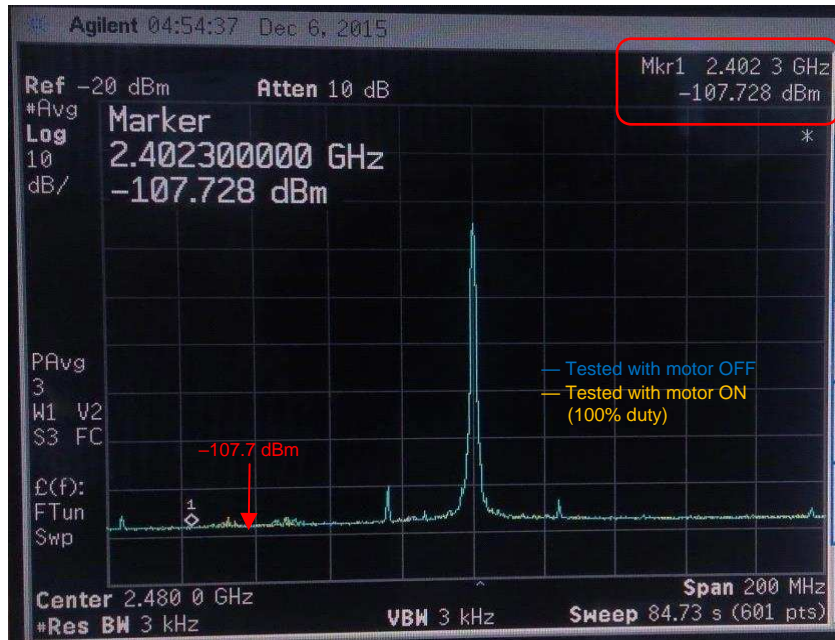 Agilent 04:54:37 Dec 6, 2015
Mkr1 2.402 3 GHz
Ref -20 dBm Atten 10 dB -107.728 dBm
#Avg
Log
10
dB/
Marker
2.402300000 GHz
-107.728 dBm
*
PAvg
3
W1 V2
S3 FC
£(f):
FTun
Swp
— Tested with motor OFF
— Tested with motor ON
(100% duty)
–107.7 dBm
1
Center 2.480 0 GHz Span 200 MHz
#Res BW 3 kHz VBW 3 kHz Sweep 84.73 s (601 pts)